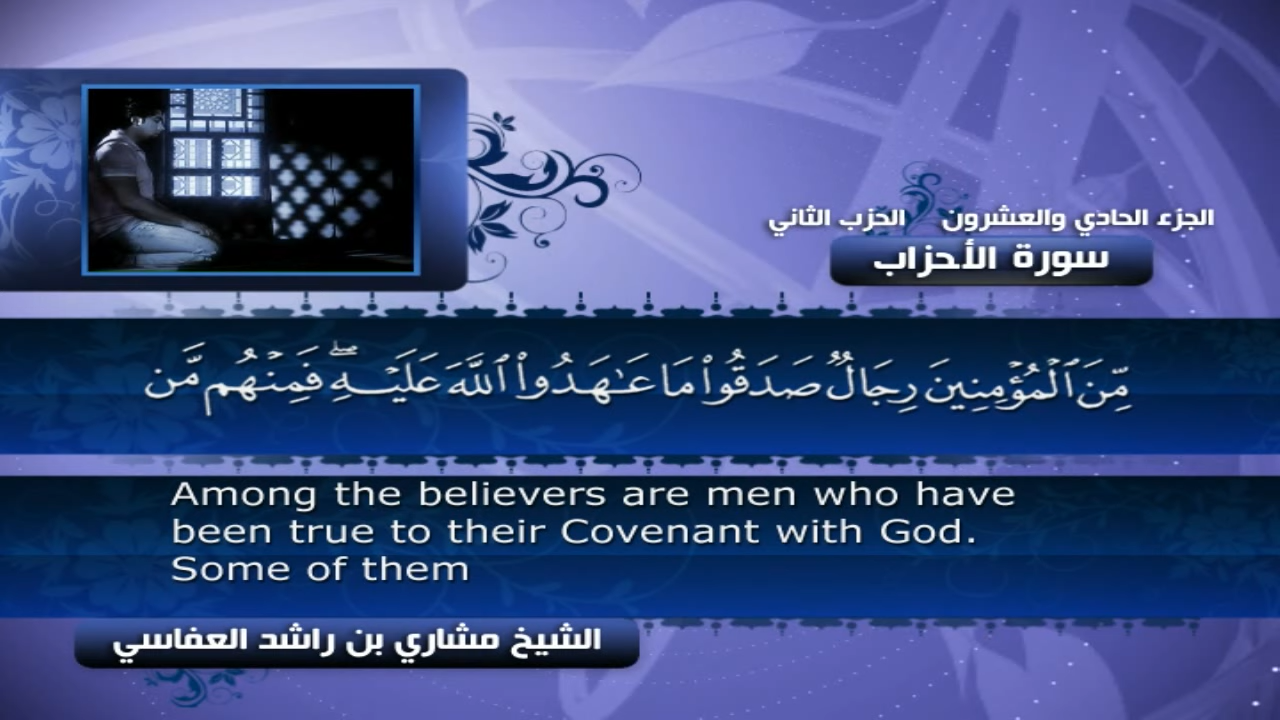 الجزء الحادي والعشرون الحزب الثاني
سورة الأحزاب
مِّنَ ٱلْمُؤْمِنِينَ رِجَالٌ صَدَقُوا۟ مَا عَـٰهَدُوا۟ ٱللَّهَ عَلَيْهِ ۖ فَمِنْهُم مَّن
Among the believers are men who have
been true to their Covenant with God.
Some of them
الشيخ مشاري بن راشد العفاسي